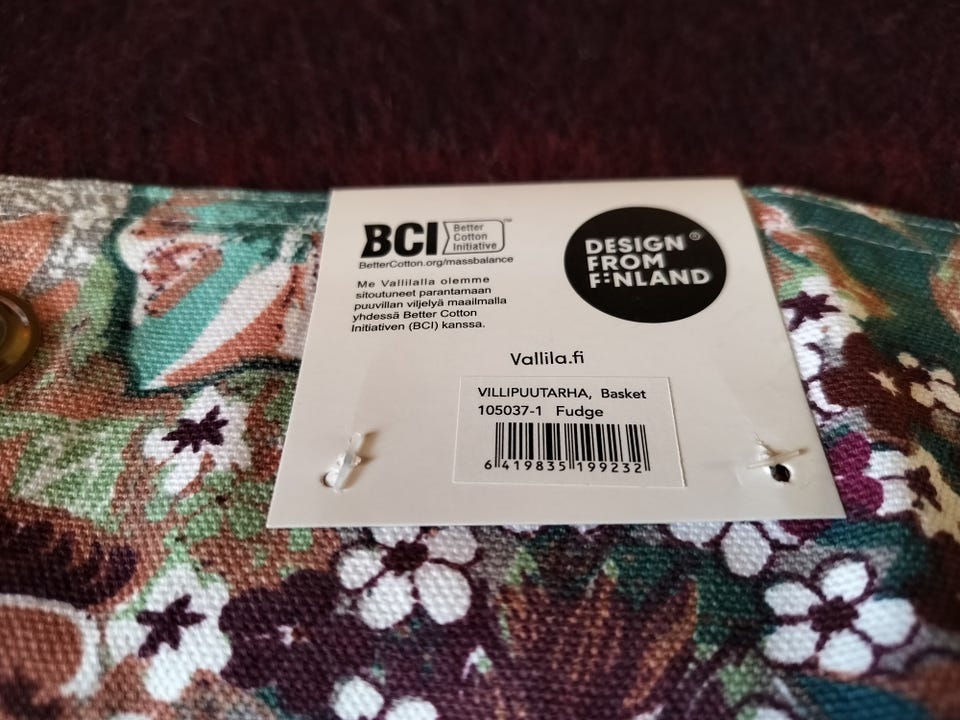 BCI
Better
Cotton
Initiative™
BetterCotton.org/massbalance
Me Vallilalla olemme
sitoutuneet parantamaan
puuvillan viljelyä maailmalla
yhdessä Better Cotton
Initiativen (BCI) kanssa.
DESIGN®
FROM
FINLAND
Vallila.fi
VILLIPUUTARHA, Basket
105037-1 Fudge
6 419835 199232